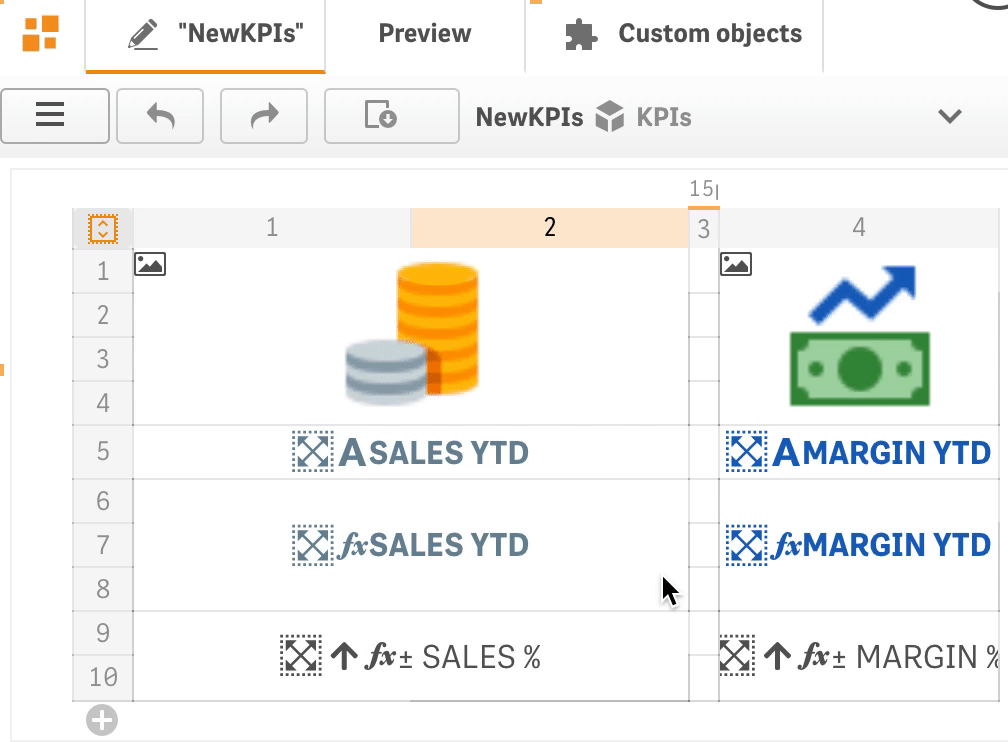 "NewKPIs" Preview Custom objects
NewKPIs KPIs
15
1 2 3 4
1
2
3
4
5 A SALES YTD A MARGIN YTD
6
7 fx SALES YTD fx MARGIN YTD
8
9
fx ± SALES % fx ± MARGIN %
10